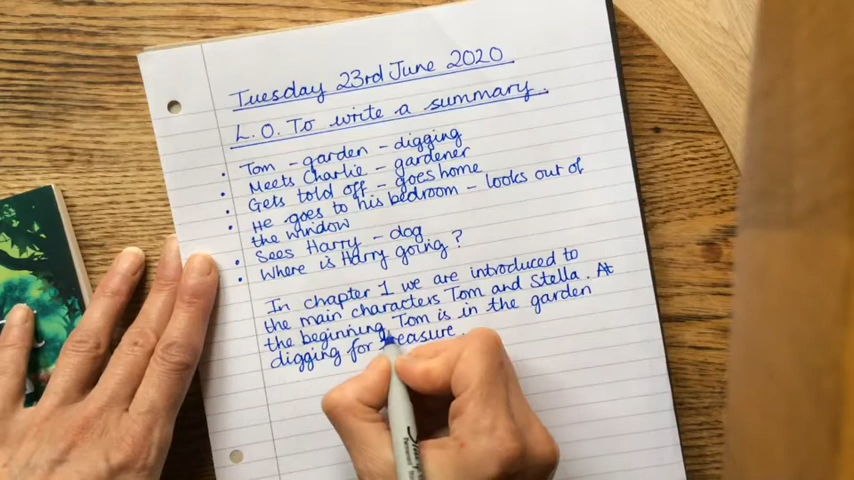 Tuesday 23rd June 2020
L.O. To write a summary.
• Tom - garden - digging
• Meets Charlie - gardener
• Gets told off - goes home
• He goes to his bedroom - looks out of
the window
• Sees Harry - dog
• Where is Harry going?
In chapter 1 we are introduced to
the main characters Tom and Stella. At
the beginning, Tom is in the garden
digging for treasure.